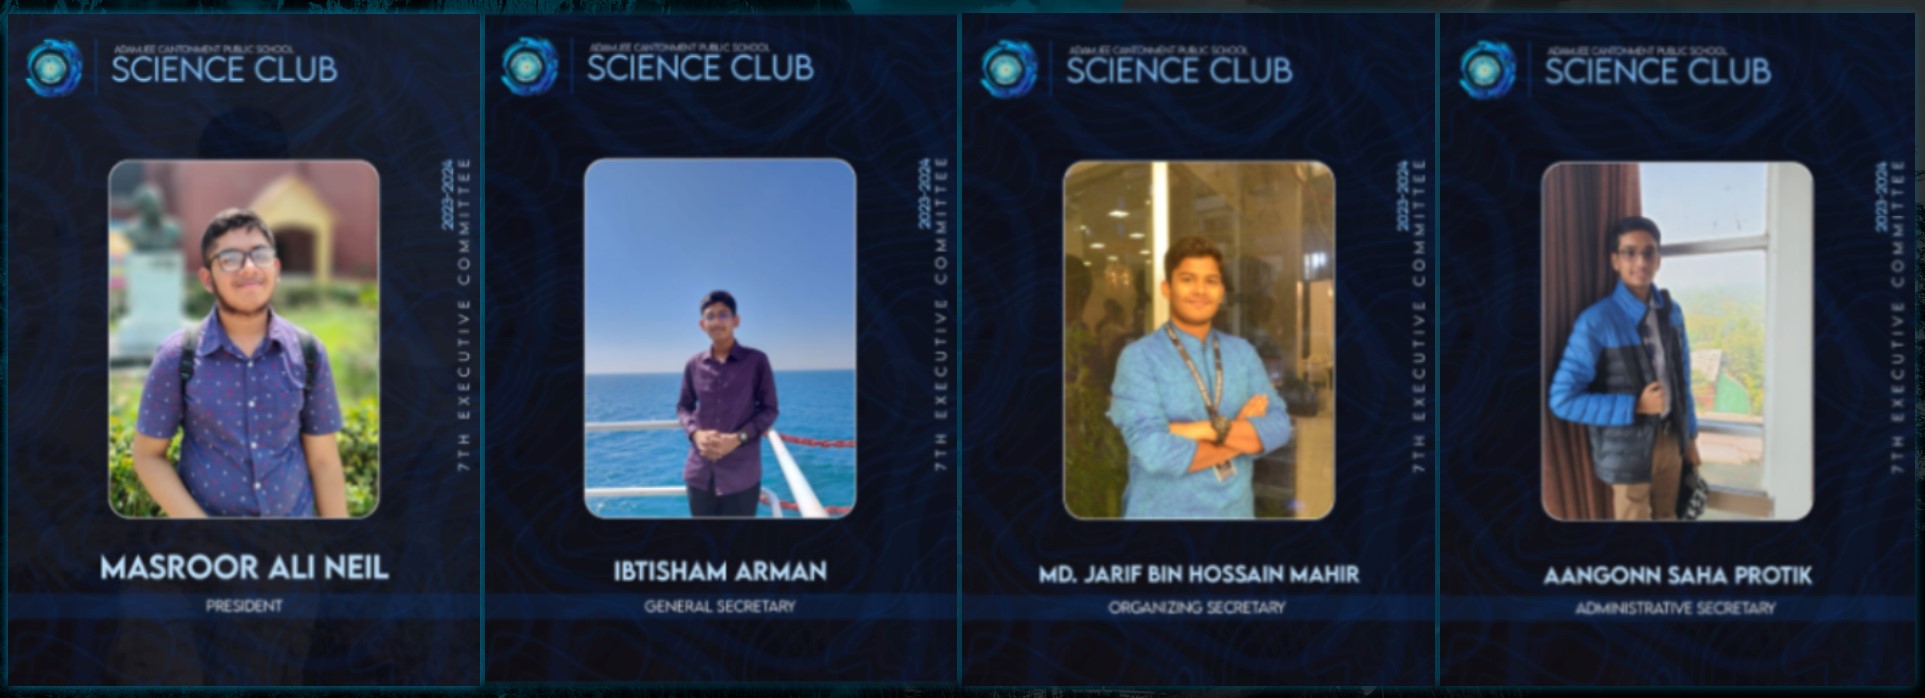 ADAMJEE CANTONMENT PUBLIC SCHOOL
SCIENCE CLUB
2023-2024
7TH EXECUTIVE COMMITTEE
MASROOR ALI NEIL
PRESIDENT
ADAMJEE CANTONMENT PUBLIC SCHOOL
SCIENCE CLUB
2023-2024
7TH EXECUTIVE COMMITTEE
IBTISHAM ARMAN
GENERAL SECRETARY
ADAMJEE CANTONMENT PUBLIC SCHOOL
SCIENCE CLUB
2023-2024
7TH EXECUTIVE COMMITTEE
MD. JARIF BIN HOSSAIN MAHIR
ORGANIZING SECRETARY
ADAMJEE CANTONMENT PUBLIC SCHOOL
SCIENCE CLUB
2023-2024
7TH EXECUTIVE COMMITTEE
AANGONN SAHA PROTIK
ADMINISTRATIVE SECRETARY